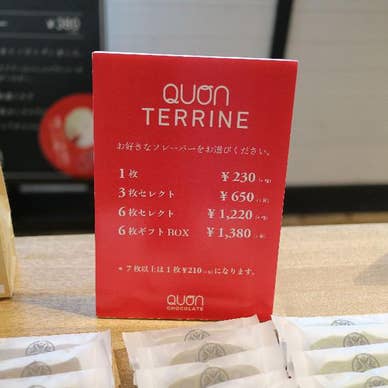 ¥380
QUON
TERRINE
お好きなフレーバーをお選びください。
1枚 ¥230
3枚セレクト ¥650
6枚セレクト ¥1,220
6枚ギフトBOX ¥1,380
*7枚以上は1枚¥210になります。
QUON
CHOCOLATE